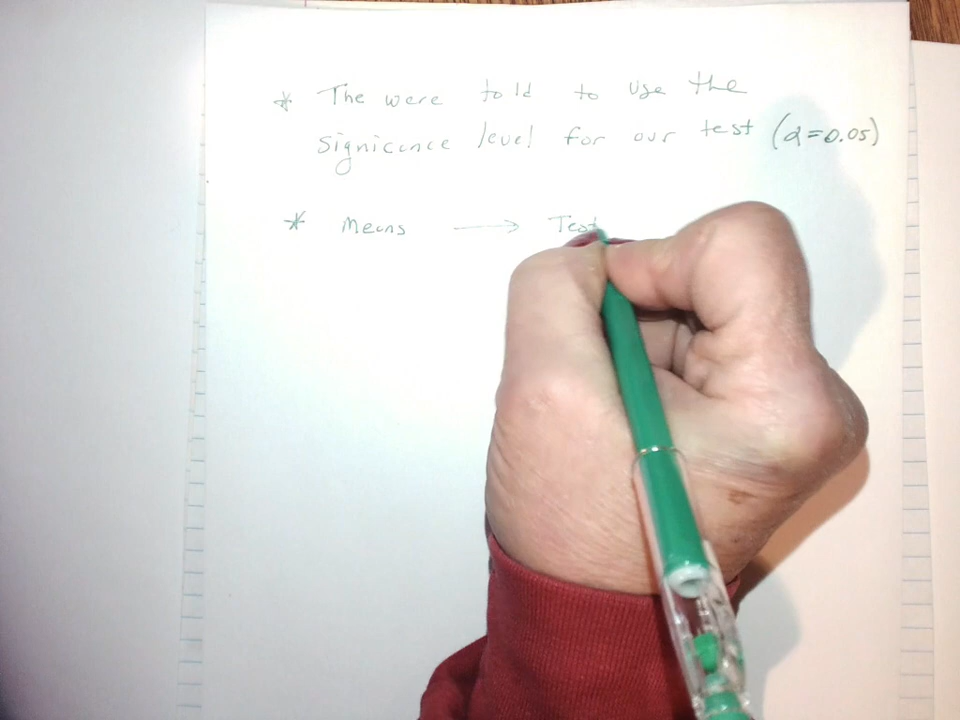 * The were told to use the
signicance level for our test (α=0.05)
* Means → Test